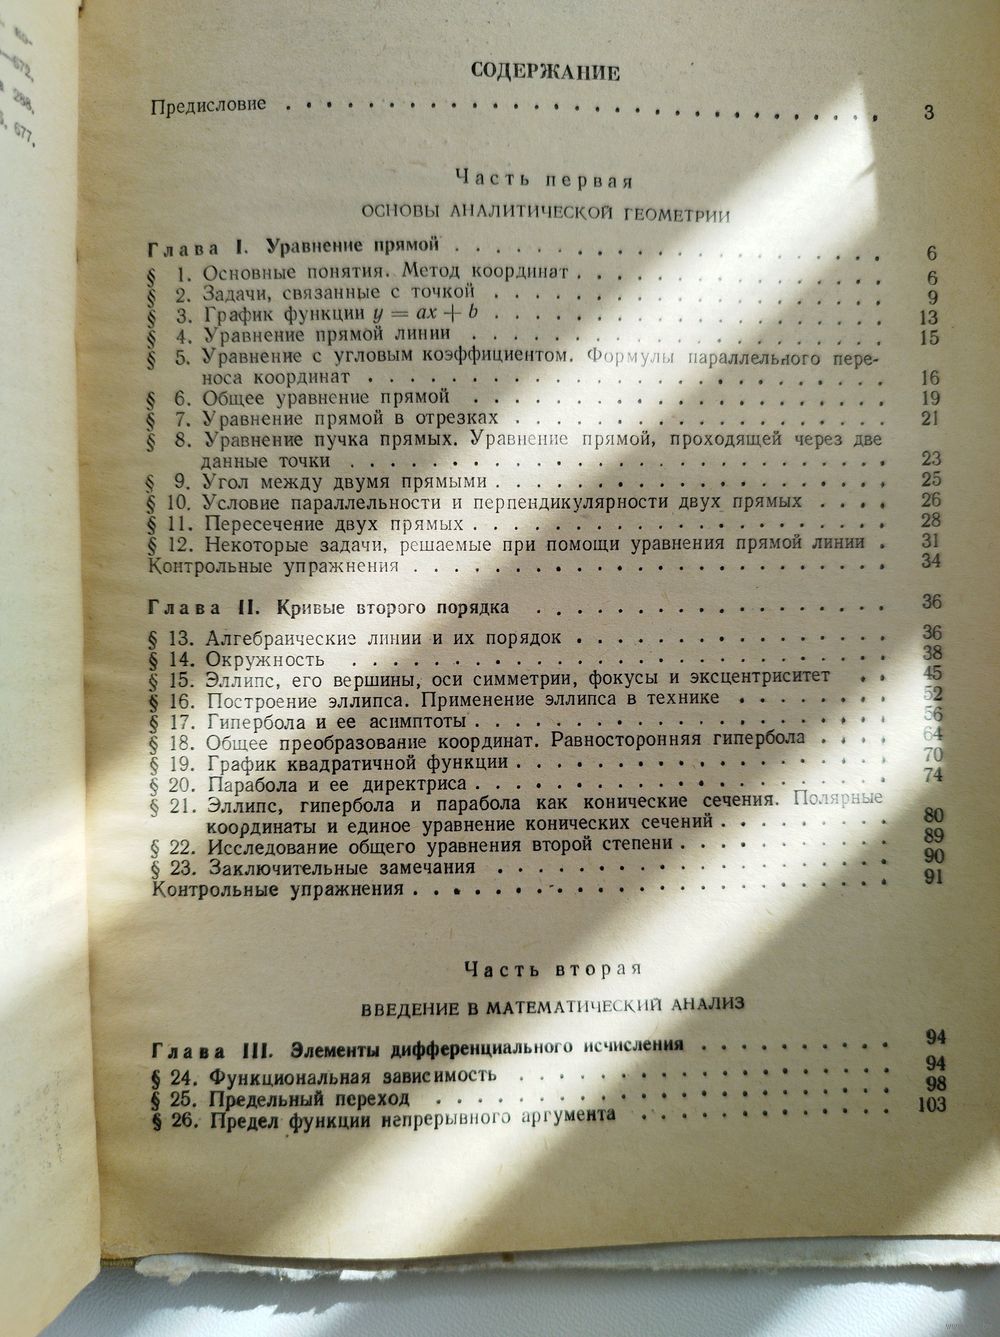 СОДЕРЖАНИЕ
Предисловие . . . . . . . . . . . . . . . . . . . . . . . . . . 3
Часть первая
ОСНОВЫ АНАЛИТИЧЕСКОЙ ГЕОМЕТРИИ
Глава I. Уравнение прямой . . . . . . . . . . . . . . . . 6
§ 1. Основные понятия. Метод координат . . . . . . . . . . . 6
§ 2. Задачи, связанные с точкой . . . . . . . . . . . . . . 9
§ 3. График функции y = ax + b . . . . . . . . . . . . . . 13
§ 4. Уравнение прямой линии . . . . . . . . . . . . . . . 15
§ 5. Уравнение с угловым коэффициентом. Формулы параллельного пере-
носа координат . . . . . . . . . . . . . . . . . . . 16
§ 6. Общее уравнение прямой . . . . . . . . . . . . . . . 19
§ 7. Уравнение прямой в отрезках . . . . . . . . . . . . . . 21
§ 8. Уравнение пучка прямых. Уравнение прямой, проходящей через две
данные точки . . . . . . . . . . . . . . . . . . . . 23
§ 9. Угол между двумя прямыми . . . . . . . . . . . . . . 25
§ 10. Условие параллельности и перпендикулярности двух прямых . . . . 26
§ 11. Пересечение двух прямых . . . . . . . . . . . . . . . 28
§ 12. Некоторые задачи, решаемые при помощи уравнения прямой линии . 31
Контрольные упражнения . . . . . . . . . . . . . . . . . . 34
Глава II. Кривые второго порядка . . . . . . . . . . . . . 36
§ 13. Алгебраические линии и их порядок . . . . . . . . . . . 36
§ 14. Окружность . . . . . . . . . . . . . . . . . . . . 38
§ 15. Эллипс, его вершины, оси симметрии, фокусы и эксцентриситет . . 45
§ 16. Построение эллипса. Применение эллипса в технике . . . . . . 52
§ 17. Гипербола и ее асимптоты . . . . . . . . . . . . . . . 56
§ 18. Общее преобразование координат. Равносторонняя гипербола . . . . 64
§ 19. График квадратичной функции . . . . . . . . . . . . . 70
§ 20. Парабола и ее директриса . . . . . . . . . . . . . . . 74
§ 21. Эллипс, гипербола и парабола как конические сечения. Полярные
координаты и единое уравнение конических сечений . . . . . . . 80
§ 22. Исследование общего уравнения второй степени . . . . . . . . 89
§ 23. Заключительные замечания . . . . . . . . . . . . . . 90
Контрольные упражнения . . . . . . . . . . . . . . . . . . 91
Часть вторая
ВВЕДЕНИЕ В МАТЕМАТИЧЕСКИЙ АНАЛИЗ
Глава III. Элементы дифференциального исчисления . . . . . . . . 94
§ 24. Функциональная зависимость . . . . . . . . . . . . . . 94
§ 25. Предельный переход . . . . . . . . . . . . . . . . . 98
§ 26. Предел функции непрерывного аргумента . . . . . . . . . . 103
672,
288,
677.